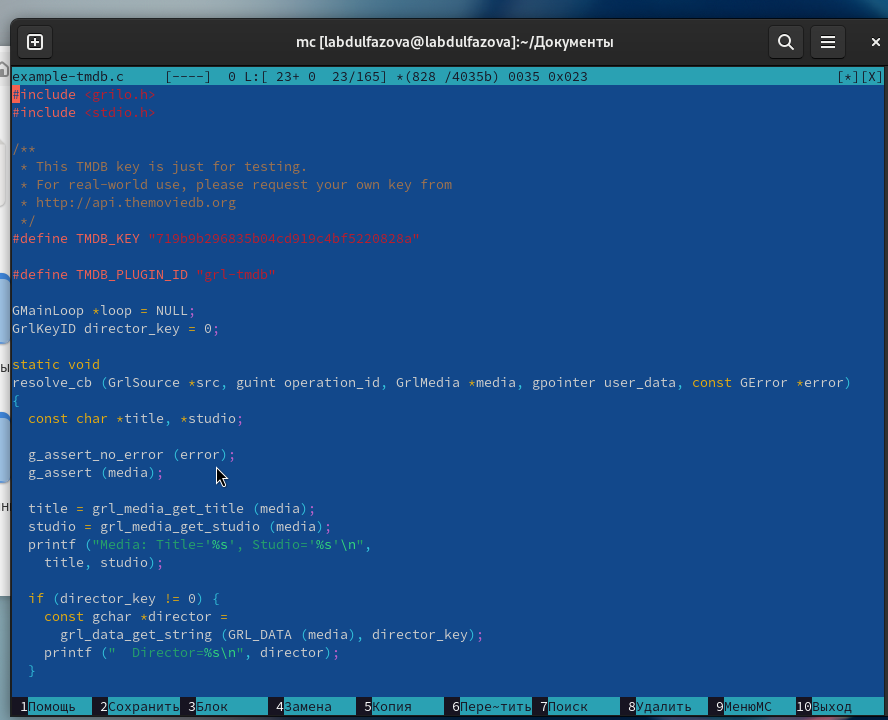 mc [labdulfazova@labdulfazova]:~/Документы
example-tmdb.c [----] 0 L:[ 23+ 0 23/165] *(828 /4035b) 0035 0x023 [*][X]
#include <grilo.h>
#include <stdio.h>
/**
 * This TMDB key is just for testing.
 * For real-world use, please request your own key from
 * http://api.themoviedb.org
 */
#define TMDB_KEY "719b9b296835b04cd919c4bf5220828a"
#define TMDB_PLUGIN_ID "grl-tmdb"
GMainLoop *loop = NULL;
GrlKeyID director_key = 0;
static void
resolve_cb (GrlSource *src, guint operation_id, GrlMedia *media, gpointer user_data, const GError *error)
{
  const char *title, *studio;
  g_assert_no_error (error);
  g_assert (media);
  title = grl_media_get_title (media);
  studio = grl_media_get_studio (media);
  printf ("Media: Title='%s', Studio='%s'\n",
    title, studio);
  if (director_key != 0) {
    const gchar *director =
      grl_data_get_string (GRL_DATA (media), director_key);
    printf ("  Director=%s\n", director);
  }
1Помощь 2Сохранить 3Блок 4Замена 5Копия 6Пере~тить 7Поиск 8Удалить 9МенюMC 10Выход